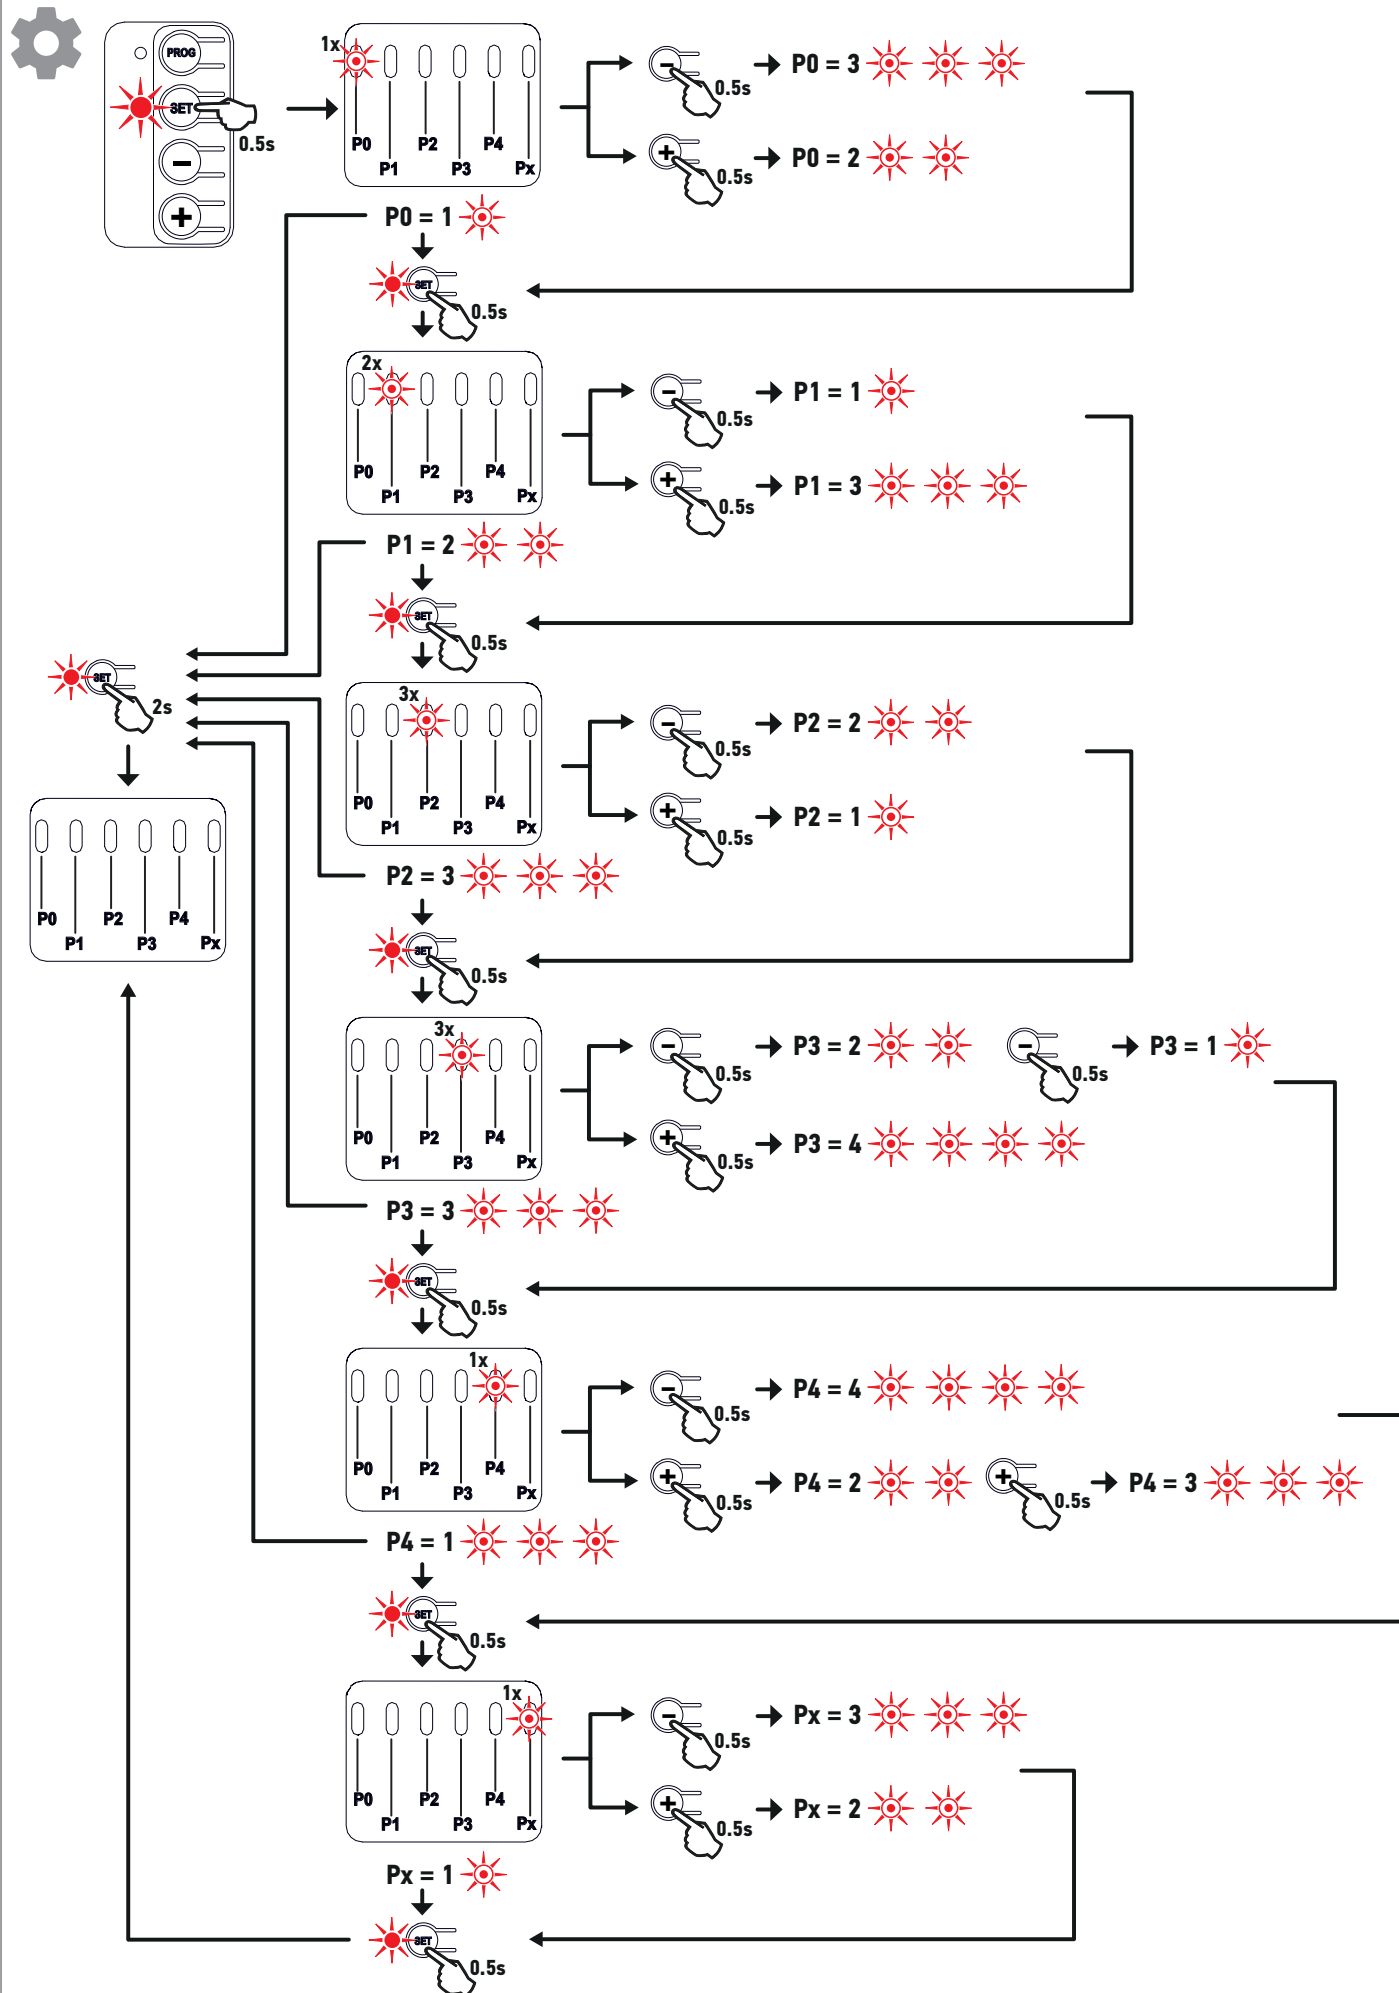 PROG
SET
0.5s
1x
P0 P2 P4
P1 P3 Px
0.5s
P0 = 3
0.5s
P0 = 2
P0 = 1
SET
0.5s
2x
P0 P2 P4
P1 P3 Px
0.5s
P1 = 1
0.5s
P1 = 3
P1 = 2
SET
0.5s
SET
2s
P0 P2 P4
P1 P3 Px
3x
P0 P2 P4
P1 P3 Px
0.5s
P2 = 2
0.5s
P2 = 1
P2 = 3
SET
0.5s
3x
P0 P2 P4
P1 P3 Px
0.5s
P3 = 2
0.5s
P3 = 1
0.5s
P3 = 4
P3 = 3
SET
0.5s
1x
P0 P2 P4
P1 P3 Px
0.5s
P4 = 4
0.5s
P4 = 2
0.5s
P4 = 3
P4 = 1
SET
0.5s
1x
P0 P2 P4
P1 P3 Px
0.5s
Px = 3
0.5s
Px = 2
Px = 1
SET
0.5s